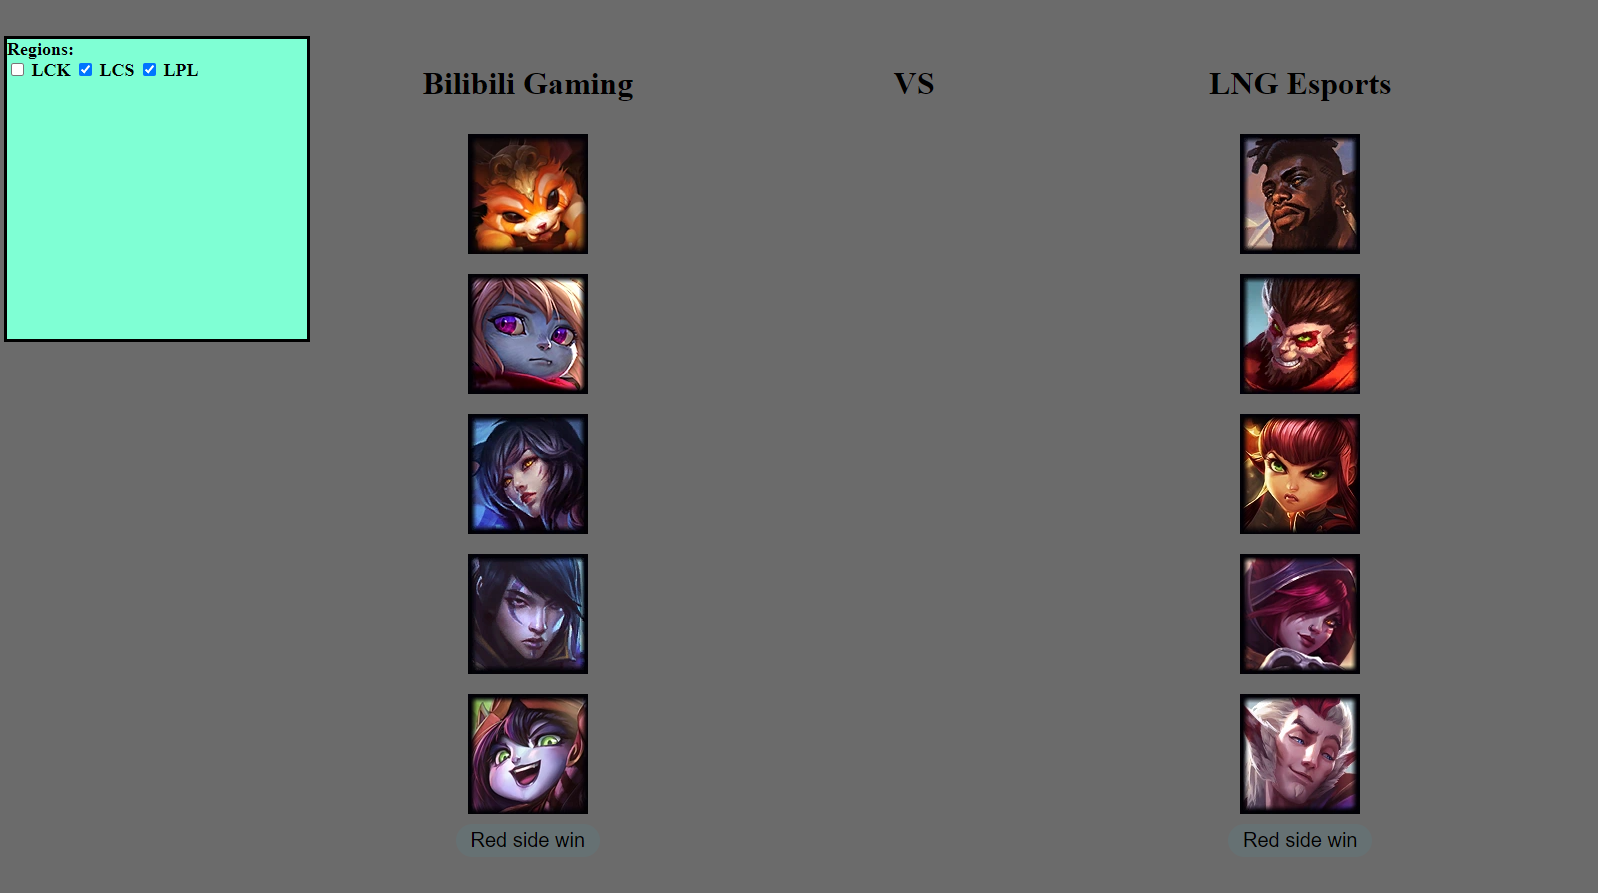 Regions:
LCK LCS LPL
Bilibili Gaming VS LNG Esports
Red side win Red side win